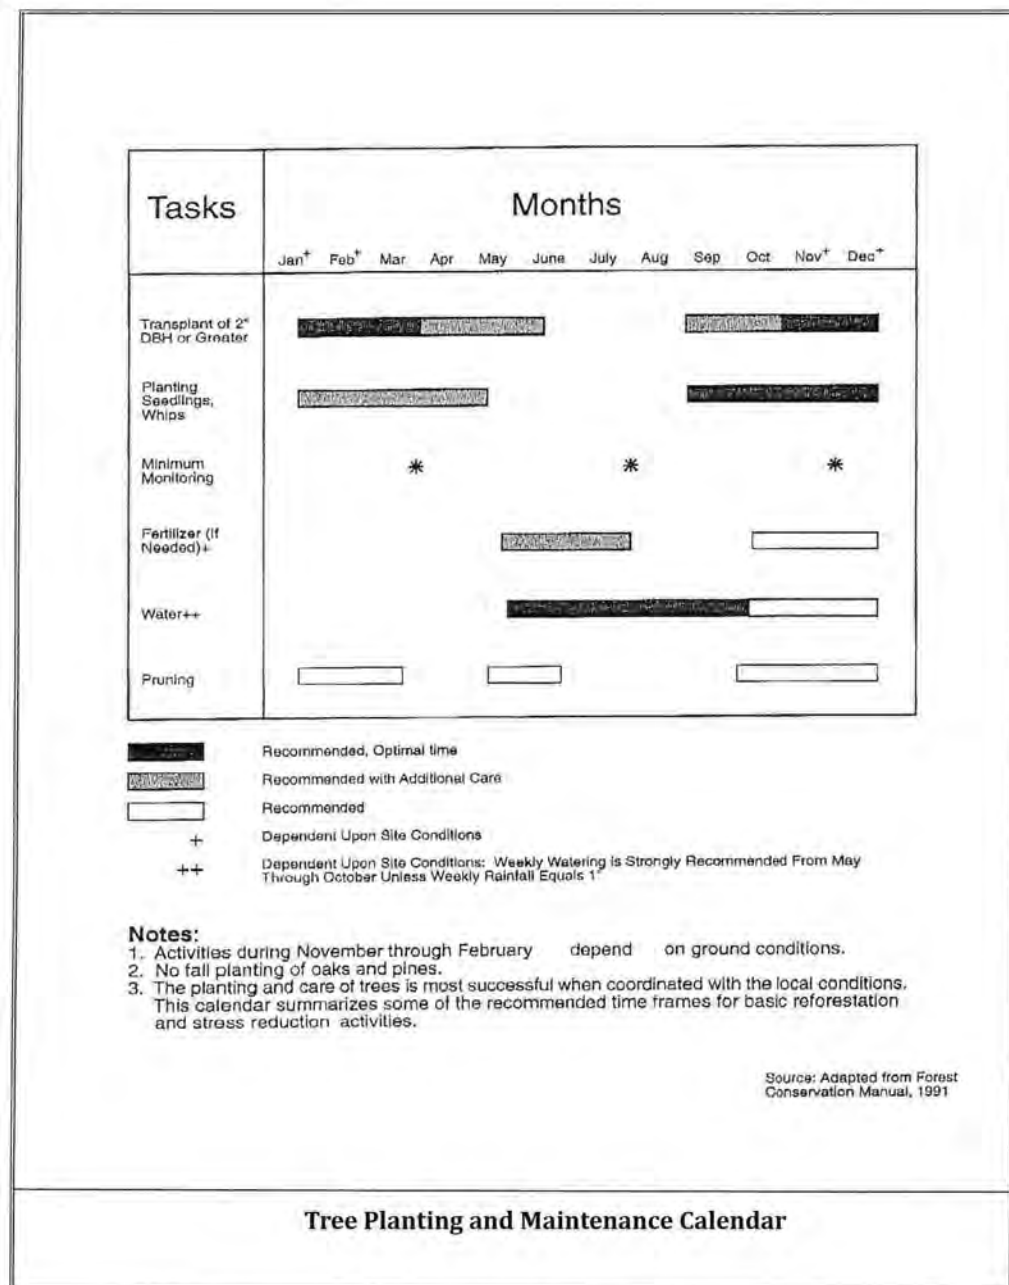 Tasks
Months
Jan+ Feb+ Mar Apr May June July Aug Sep Oct Nov+ Dec+
Transplant of 2"
DBH or Greater
Planting
Seedlings,
Whips
Minimum
Monitoring
* * *
Fertilizer (If
Needed)+
Water++
Pruning
Recommended, Optimal time
Recommended with Additional Care
Recommended
+ Dependent Upon Site Conditions
++ Dependent Upon Site Conditions: Weekly Watering is Strongly Recommended From May
Through October Unless Weekly Rainfall Equals 1"
Notes:
1. Activities during November through February depend on ground conditions.
2. No fall planting of oaks and pines.
3. The planting and care of trees is most successful when coordinated with the local conditions.
This calendar summarizes some of the recommended time frames for basic reforestation
and stress reduction activities.
Source: Adapted from Forest
Conservation Manual, 1991
Tree Planting and Maintenance Calendar